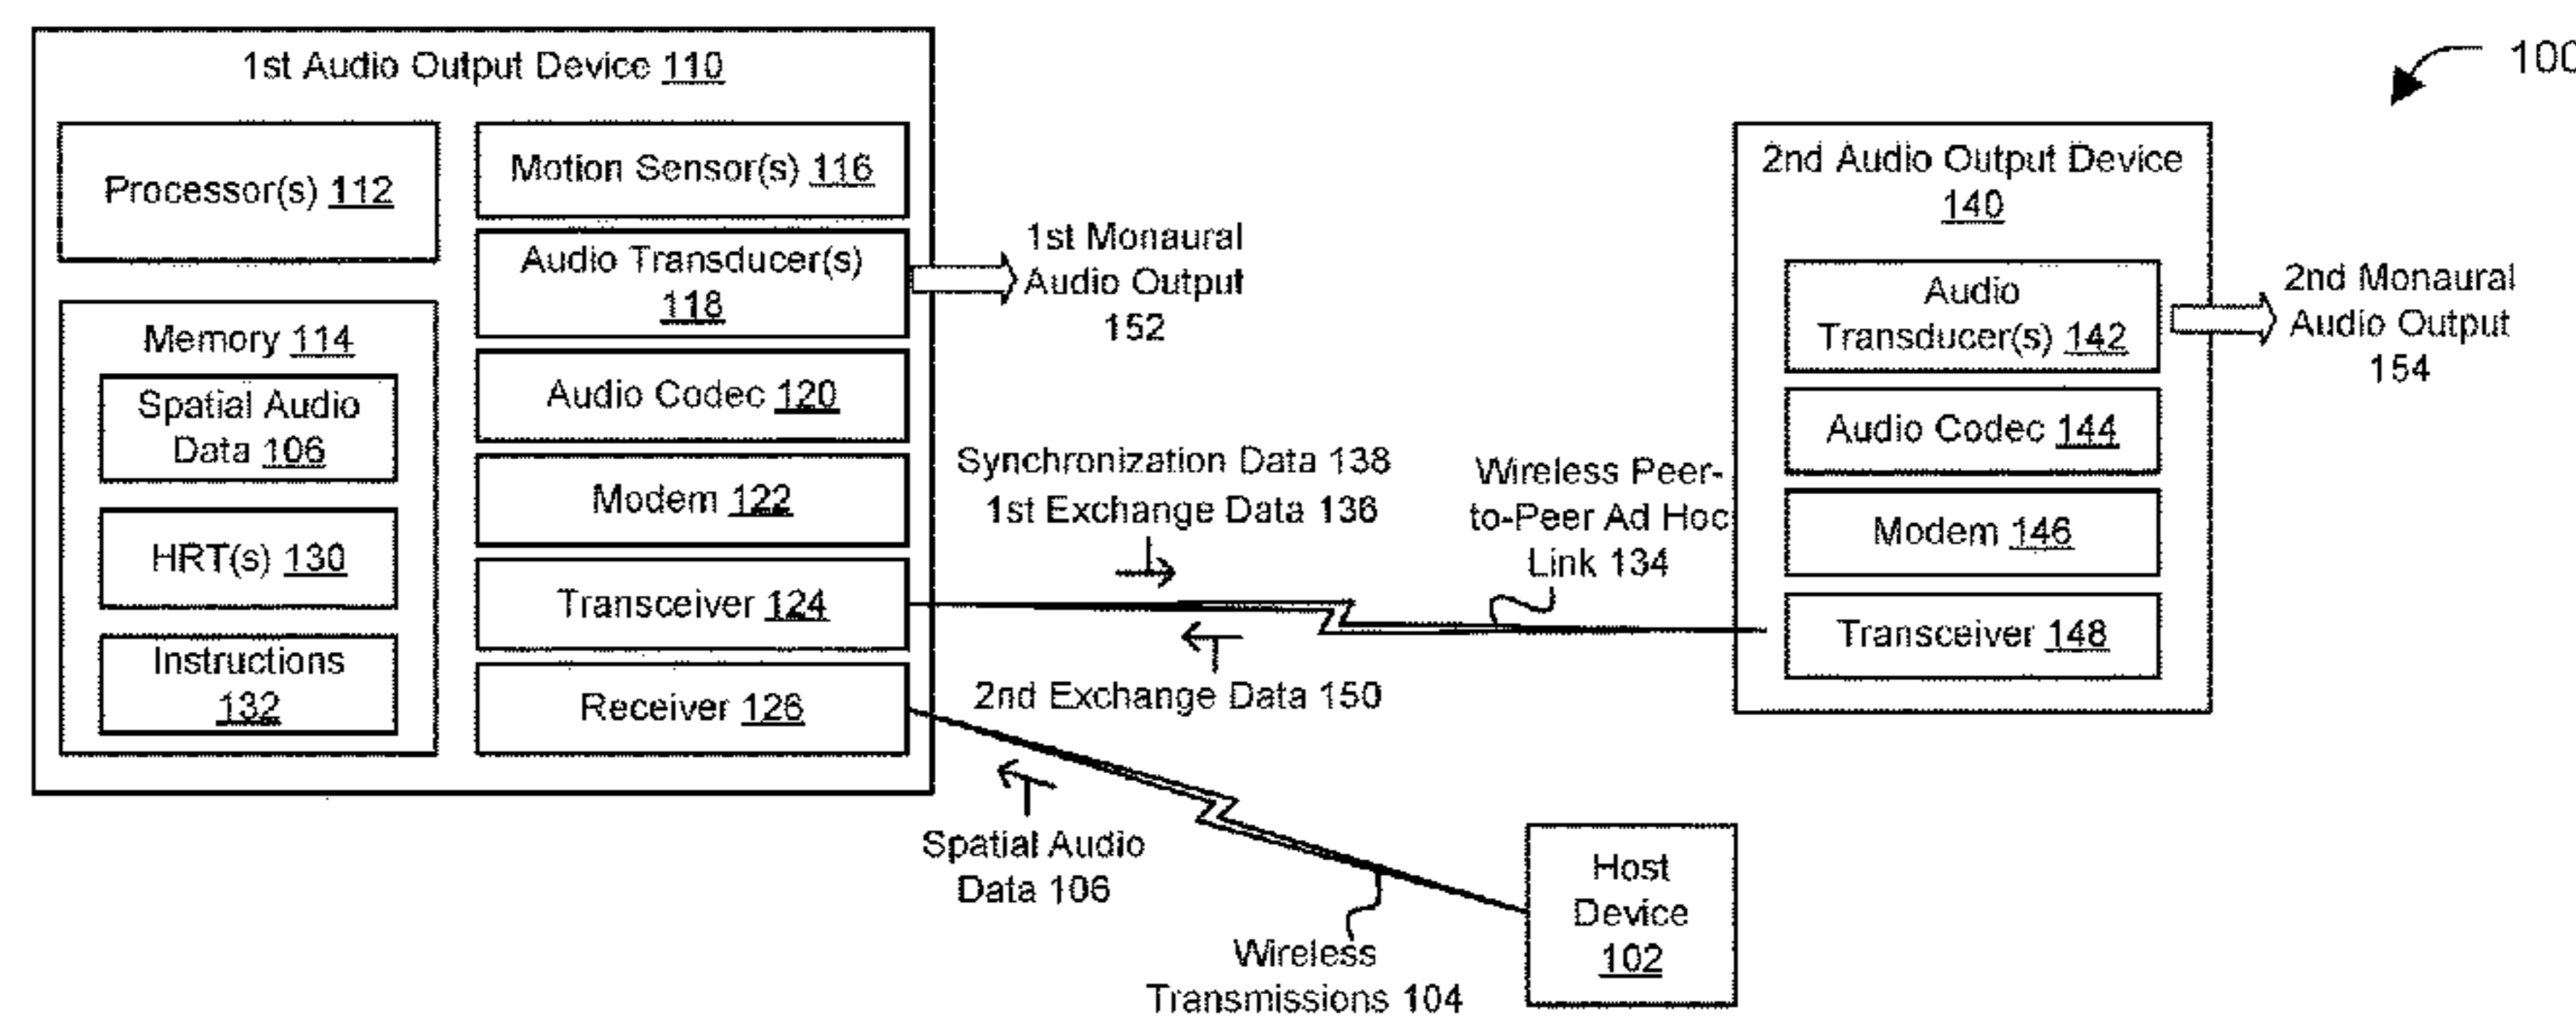 100
1st Audio Output Device 110
Processor(s) 112
Memory 114
Spatial Audio
Data 106
HRT(s) 130
Instructions
132
Motion Sensor(s) 116
Audio Transducer(s)
118
Audio Codec 120
Modem 122
Transceiver 124
Receiver 126
1st Monaural
Audio Output
152
Synchronization Data 138
1st Exchange Data 136
2nd Exchange Data 150
Wireless Peer-
to-Peer Ad Hoc
Link 134
2nd Audio Output Device
140
Audio
Transducer(s) 142
Audio Codec 144
Modem 146
Transceiver 148
2nd Monaural
Audio Output
154
Spatial Audio
Data 106
Wireless
Transmissions 104
Host
Device
102